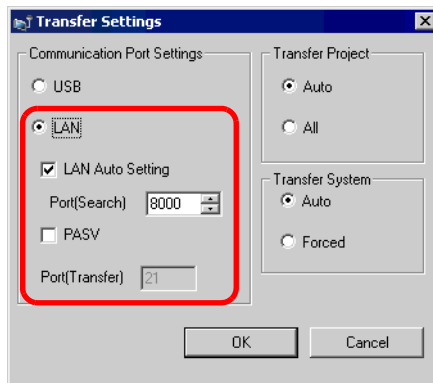 Transfer Settings
Communication Port Settings
USB
LAN
LAN Auto Setting
Port(Search) 8000
PASV
Port(Transfer) 21
Transfer Project
Auto
All
Transfer System
Auto
Forced
OK
Cancel